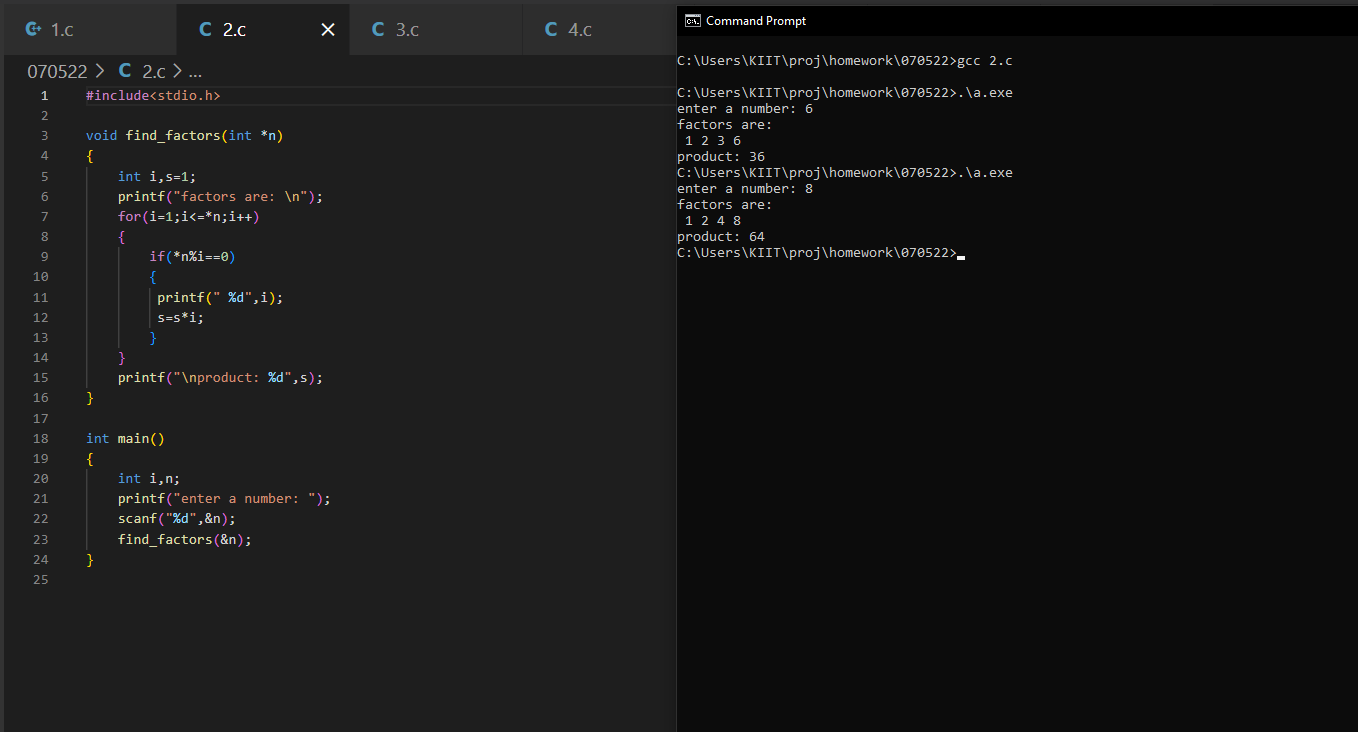 1.c 2.c 3.c 4.c
070522 > C 2.c > ...
1 #include<stdio.h>
2
3 void find_factors(int *n)
4 {
5 int i,s=1;
6 printf("factors are: \n");
7 for(i=1;i<=*n;i++)
8 {
9 if(*n%i==0)
10 {
11 printf(" %d",i);
12 s=s*i;
13 }
14 }
15 printf("\nproduct: %d",s);
16 }
17
18 int main()
19 {
20 int i,n;
21 printf("enter a number: ");
22 scanf("%d",&n);
23 find_factors(&n);
24 }
25
Command Prompt
C:\Users\KIIT\proj\homework\070522>gcc 2.c
C:\Users\KIIT\proj\homework\070522>.\a.exe
enter a number: 6
factors are:
1 2 3 6
product: 36
C:\Users\KIIT\proj\homework\070522>.\a.exe
enter a number: 8
factors are:
1 2 4 8
product: 64
C:\Users\KIIT\proj\homework\070522>